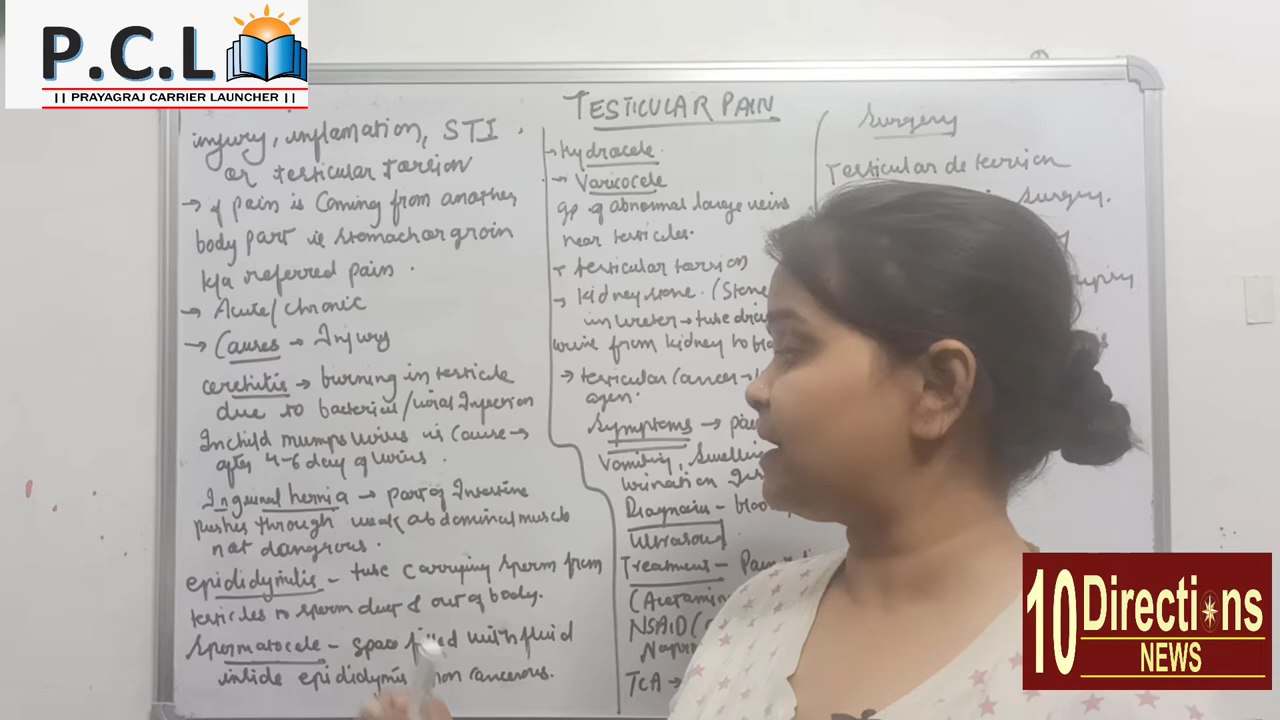 P.C.L
|| PRAYAGRAJ CARRIER LAUNCHER ||
TESTICULAR PAIN
injury, inflamation, STI
or testicular torsion
→ if pain is coming from another
body part ie stomach or groin
k/a referred pain.
→ Acute/chronic
→ Causes → Injury
→ burning in testicle
due to bacterial/viral Infection
In child mumps virus is cause →
after 4-6 day of virus.
Inguinal hernia → part of Intestine
pushes through weak abdominal muscle
not dangrous.
epididymitis - tube carrying sperm from
testicles to sperm duct & out of body.
Spermatocele - space filled with fluid
inside epididymis non cancerous.
→ Hydrocele.
→ Varicocele
gp of abnormal large veins
near testicles.
→ testicular torsion
→ kidney stone. (Stone
in ureter → tube
urine from kidney to
→ testicular cancer →
Symptoms →
Vomiting, Swelling
urination
Diagnosis -
Ultrasound
Treatment -
NSAID (
TCA →
Surgery
Testicular detorsion
surgery.
10 Directions
NEWS